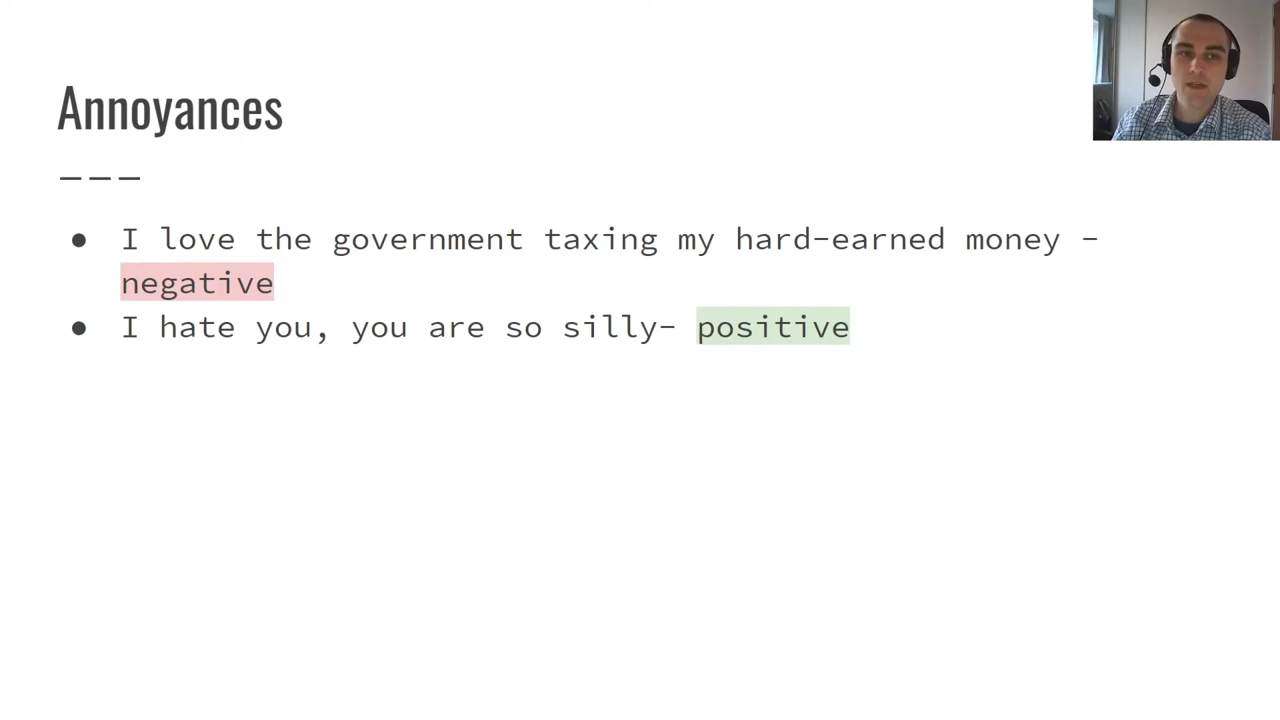 Annoyances
---
● I love the government taxing my hard-earned money -
negative
● I hate you, you are so silly- positive